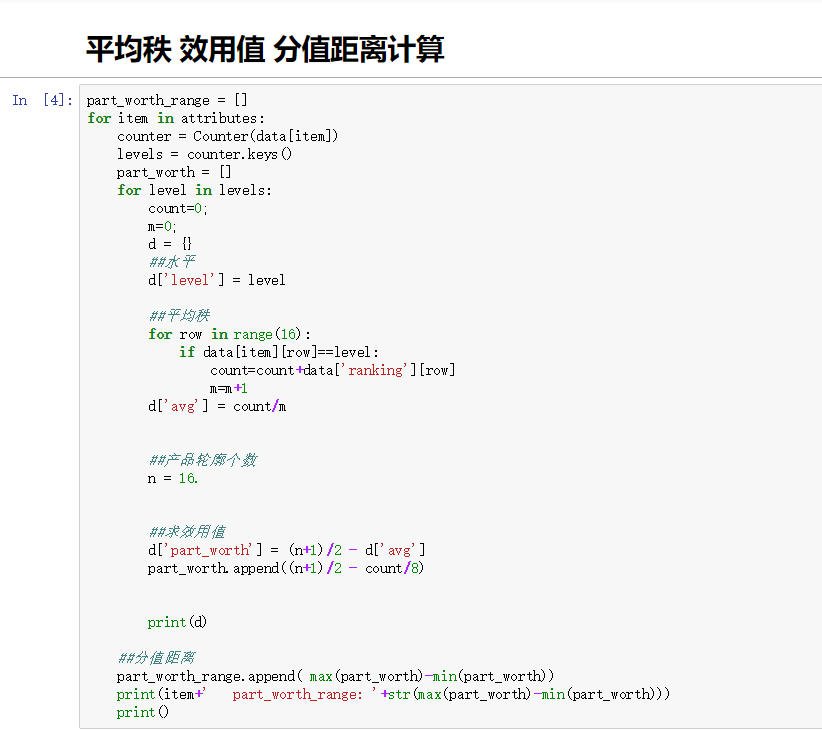 平均秩 效用值 分值距离计算
In [4]:
part_worth_range = []
for item in attributes:
    counter = Counter(data[item])
    levels = counter.keys()
    part_worth = []
    for level in levels:
        count=0;
        m=0;
        d = {}
        ##水平
        d['level'] = level
        ##平均秩
        for row in range(16):
            if data[item][row]==level:
                count=count+data['ranking'][row]
                m=m+1
        d['avg'] = count/m
        ##产品轮廓个数
        n = 16.
        ##求效用值
        d['part_worth'] = (n+1)/2 - d['avg']
        part_worth.append((n+1)/2 - count/8)
        print(d)
    ##分值距离
    part_worth_range.append( max(part_worth)-min(part_worth))
    print(item+'   part_worth_range: '+str(max(part_worth)-min(part_worth)))
    print()